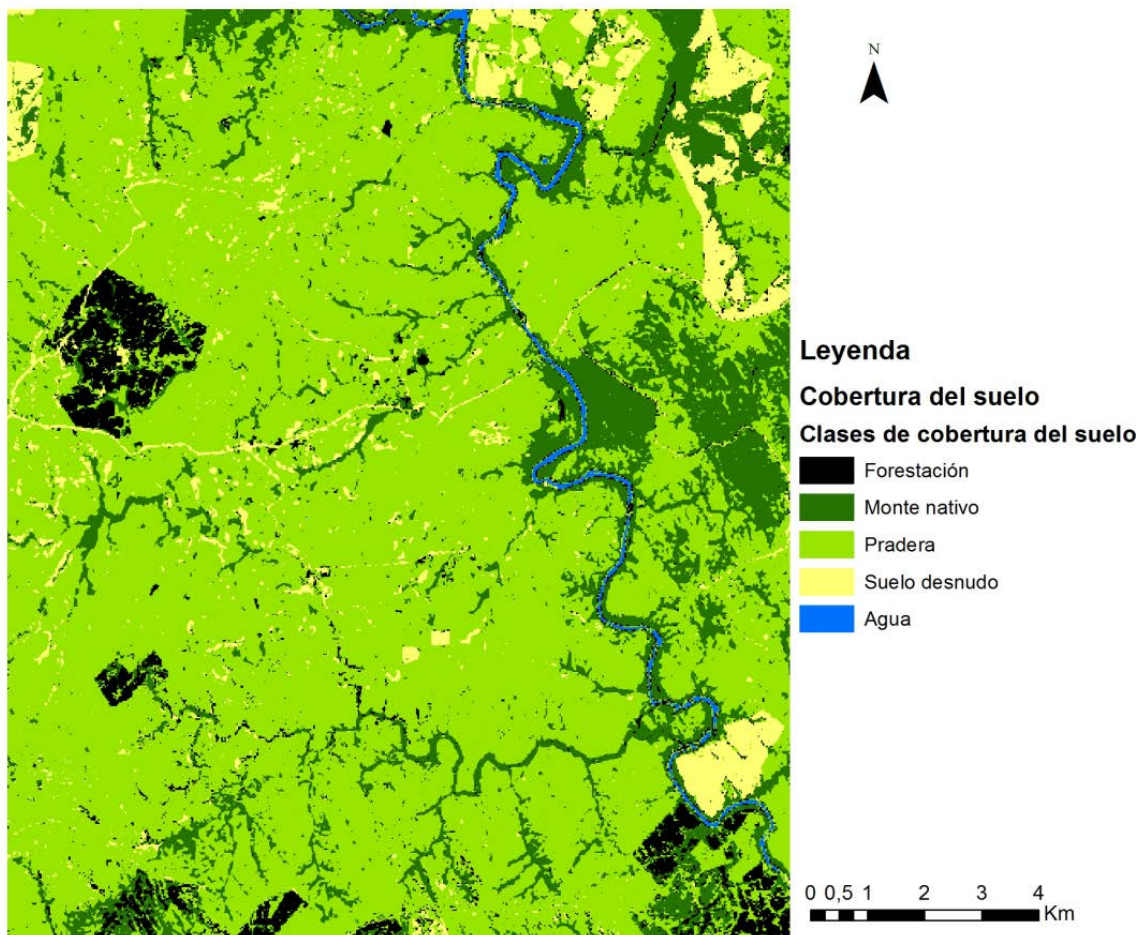 N
Leyenda
Cobertura del suelo
Clases de cobertura del suelo
Forestación
Monte nativo
Pradera
Suelo desnudo
Agua
0 0,5 1 2 3 4
Km